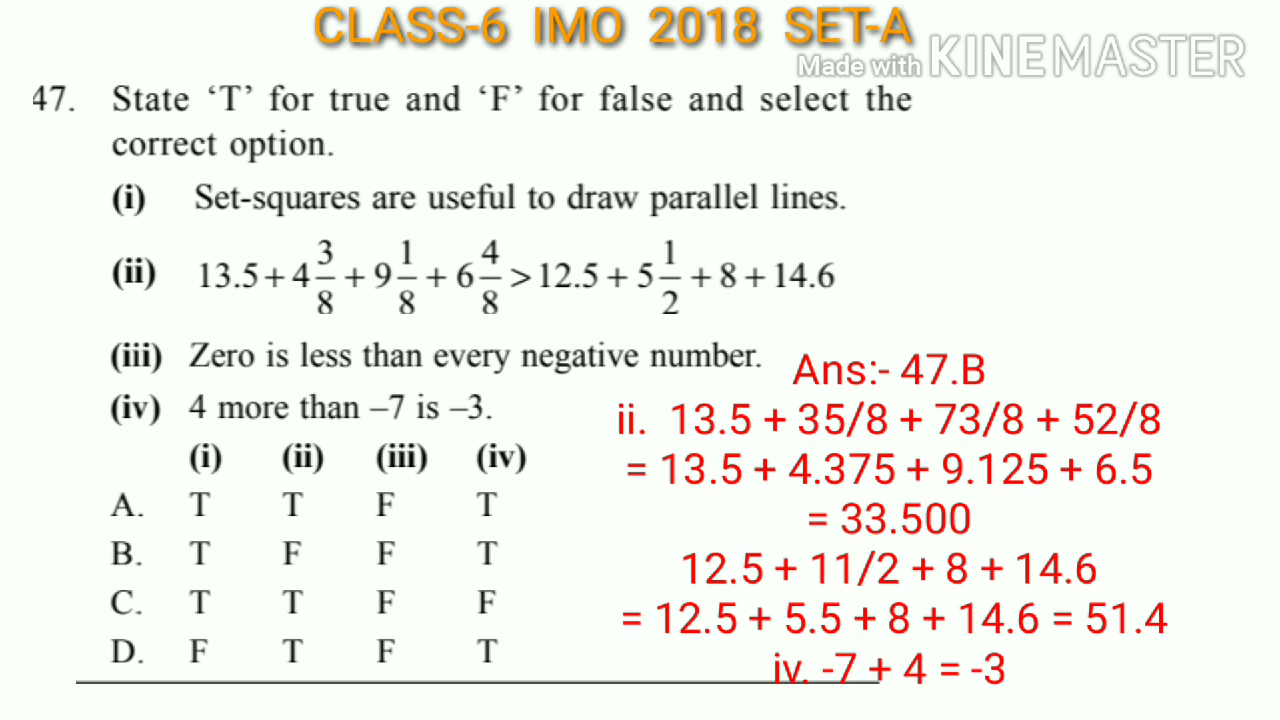 CLASS-6 IMO 2018 SET-A
Made with KINEMASTER
47. State ‘T’ for true and ‘F’ for false and select the
correct option.
(i) Set-squares are useful to draw parallel lines.
(ii) 13.5 + 4 3/8 + 9 1/8 + 6 4/8 > 12.5 + 5 1/2 + 8 + 14.6
(iii) Zero is less than every negative number.
(iv) 4 more than –7 is –3.
(i) (ii) (iii) (iv)
A. T T F T
B. T F F T
C. T T F F
D. F T F T
Ans:- 47.B
ii. 13.5 + 35/8 + 73/8 + 52/8
= 13.5 + 4.375 + 9.125 + 6.5
= 33.500
12.5 + 11/2 + 8 + 14.6
= 12.5 + 5.5 + 8 + 14.6 = 51.4
iv. -7 + 4 = -3